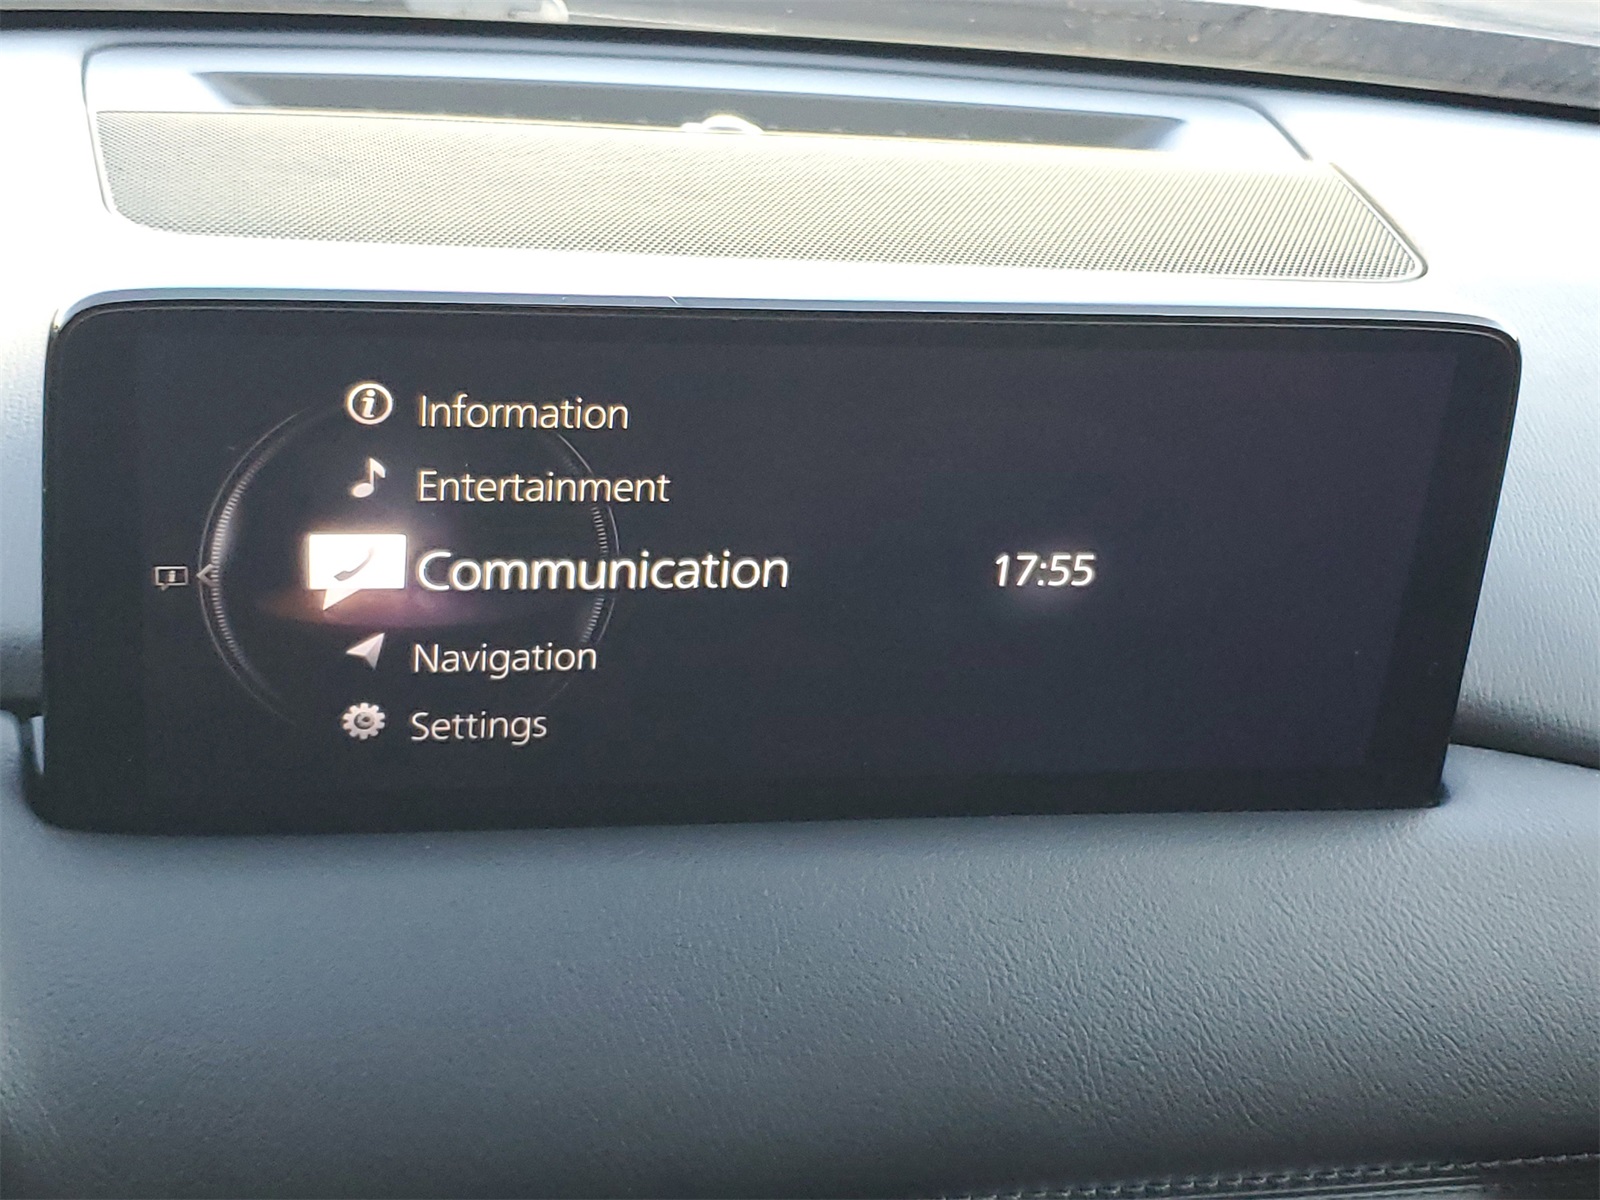 Information
Entertainment
Communication
17:55
Navigation
Settings